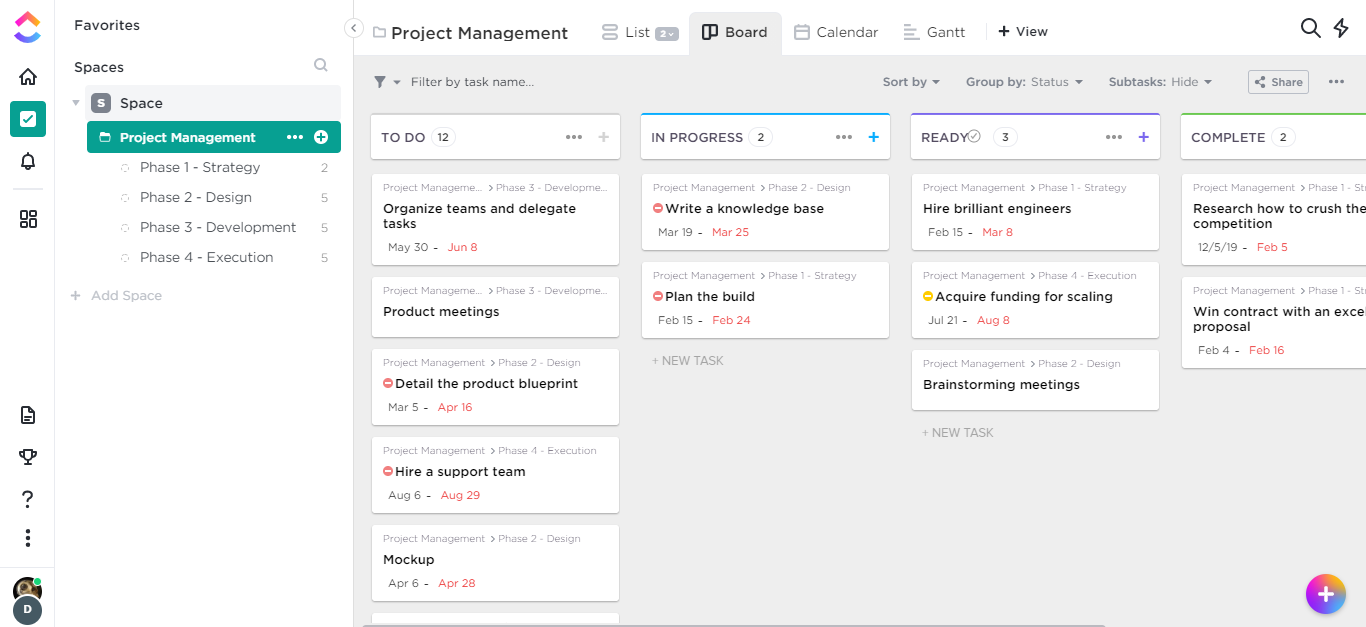 Favorites
Spaces
S Space
Project Management
Phase 1 - Strategy 2
Phase 2 - Design 5
Phase 3 - Development 5
Phase 4 - Execution 5
+ Add Space
D
Project Management
List 2
Board
Calendar
Gantt
+ View
Filter by task name...
Sort by
Group by: Status
Subtasks: Hide
Share
TO DO 12
Project Manageme... > Phase 3 - Developme...
Organize teams and delegate
tasks
May 30 - Jun 8
Project Manageme... > Phase 3 - Developme...
Product meetings
Project Management > Phase 2 - Design
Detail the product blueprint
Mar 5 - Apr 16
Project Management > Phase 4 - Execution
Hire a support team
Aug 6 - Aug 29
Project Management > Phase 2 - Design
Mockup
Apr 6 - Apr 28
IN PROGRESS 2
Project Management > Phase 2 - Design
Write a knowledge base
Mar 19 - Mar 25
Project Management > Phase 1 - Strategy
Plan the build
Feb 15 - Feb 24
+ NEW TASK
READY 3
Project Management > Phase 1 - Strategy
Hire brilliant engineers
Feb 15 - Mar 8
Project Management > Phase 4 - Execution
Acquire funding for scaling
Jul 21 - Aug 8
Project Management > Phase 2 - Design
Brainstorming meetings
+ NEW TASK
COMPLETE 2
Project Management > Phase 1 - St
Research how to crush the
competition
12/5/19 - Feb 5
Project Management > Phase 1 - St
Win contract with an excel
proposal
Feb 4 - Feb 16